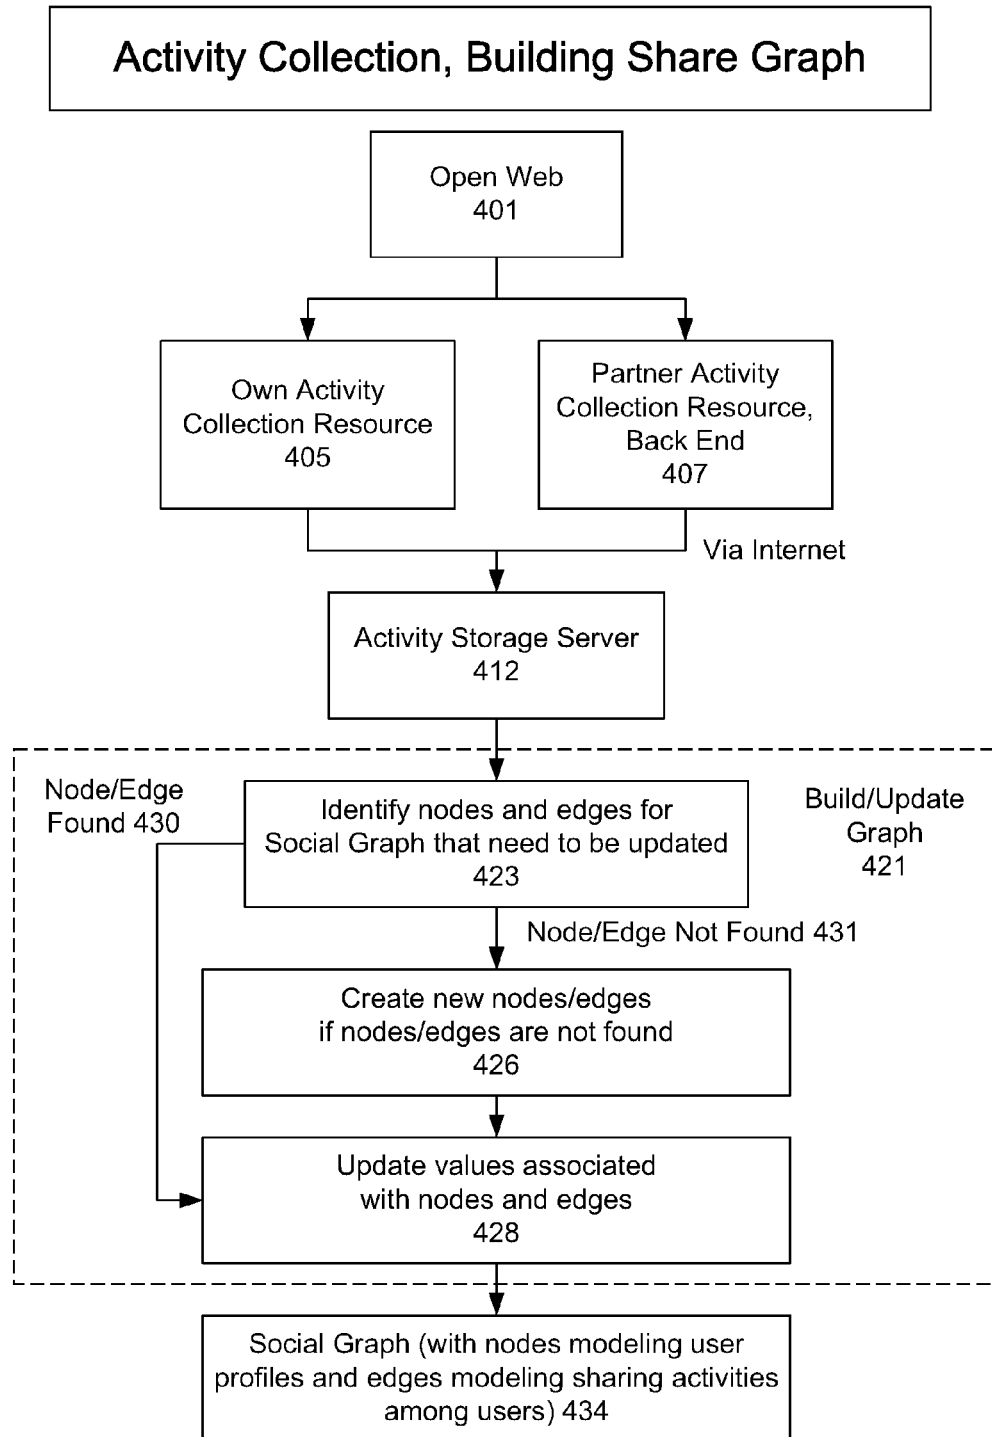 Activity Collection, Building Share Graph
Open Web
401
Own Activity
Collection Resource
405
Partner Activity
Collection Resource,
Back End
407
Via Internet
Activity Storage Server
412
Node/Edge
Found 430
Identify nodes and edges for
Social Graph that need to be updated
423
Build/Update
Graph
421
Node/Edge Not Found 431
Create new nodes/edges
if nodes/edges are not found
426
Update values associated
with nodes and edges
428
Social Graph (with nodes modeling user
profiles and edges modeling sharing activities
among users) 434